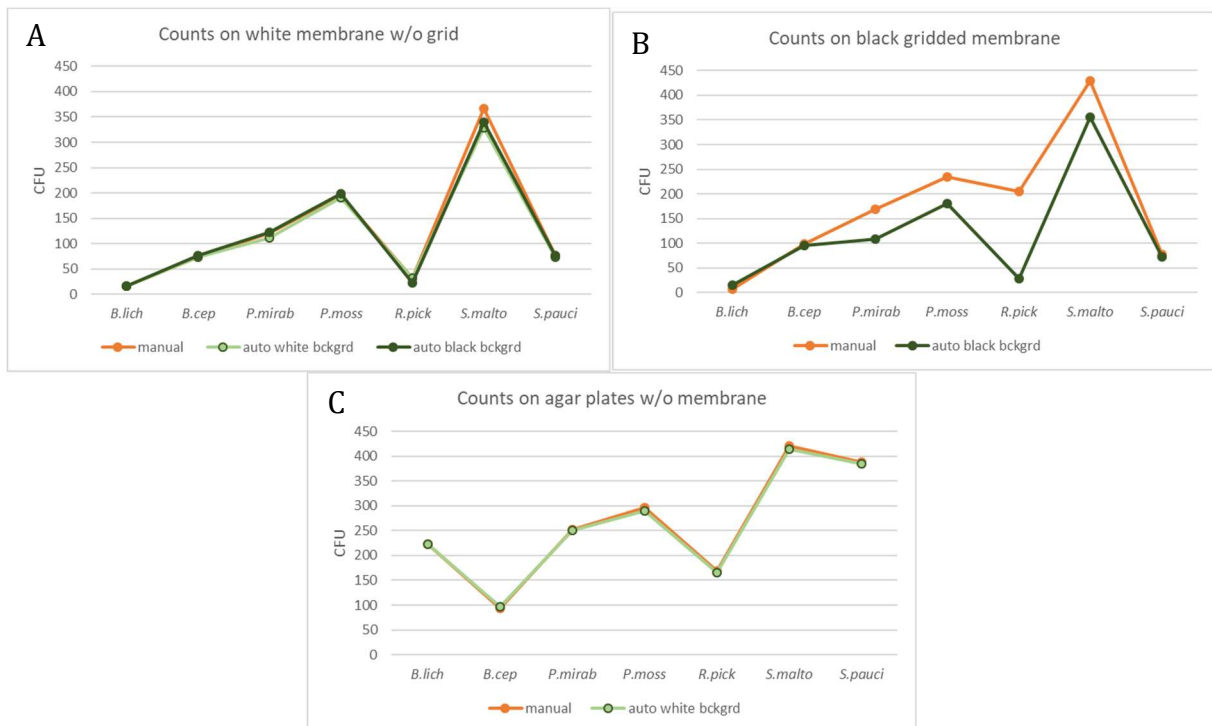 A
Counts on white membrane w/o grid
450
400
350
300
250
200
150
100
50
0
CFU
B.lich B.cep P.mirab P.moss R.pick S.malto S.pauci
manual auto white bckgrd auto black bckgrd
B
Counts on black gridded membrane
450
400
350
300
250
200
150
100
50
0
CFU
B.lich B.cep P.mirab P.moss R.pick S.malto S.pauci
manual auto black bckgrd
C
Counts on agar plates w/o membrane
450
400
350
300
250
200
150
100
50
0
CFU
B.lich B.cep P.mirab P.moss R.pick S.malto S.pauci
manual auto white bckgrd